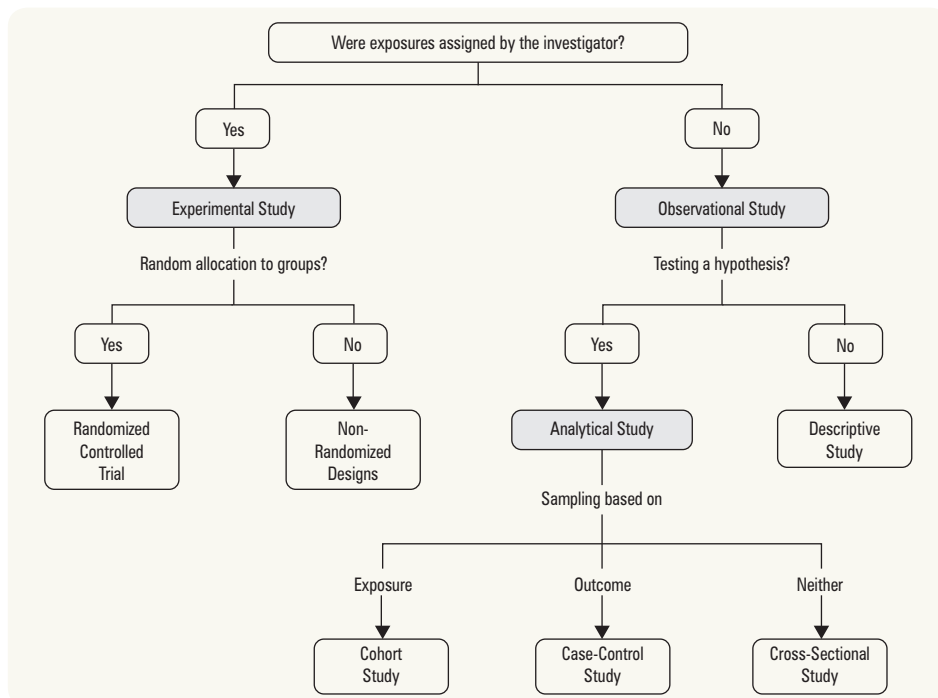 Were exposures assigned by the investigator?
Yes
No
Experimental Study
Observational Study
Random allocation to groups?
Testing a hypothesis?
Yes
No
Yes
No
Randomized
Controlled
Trial
Non-
Randomized
Designs
Analytical Study
Descriptive
Study
Sampling based on
Exposure
Outcome
Neither
Cohort
Study
Case-Control
Study
Cross-Sectional
Study